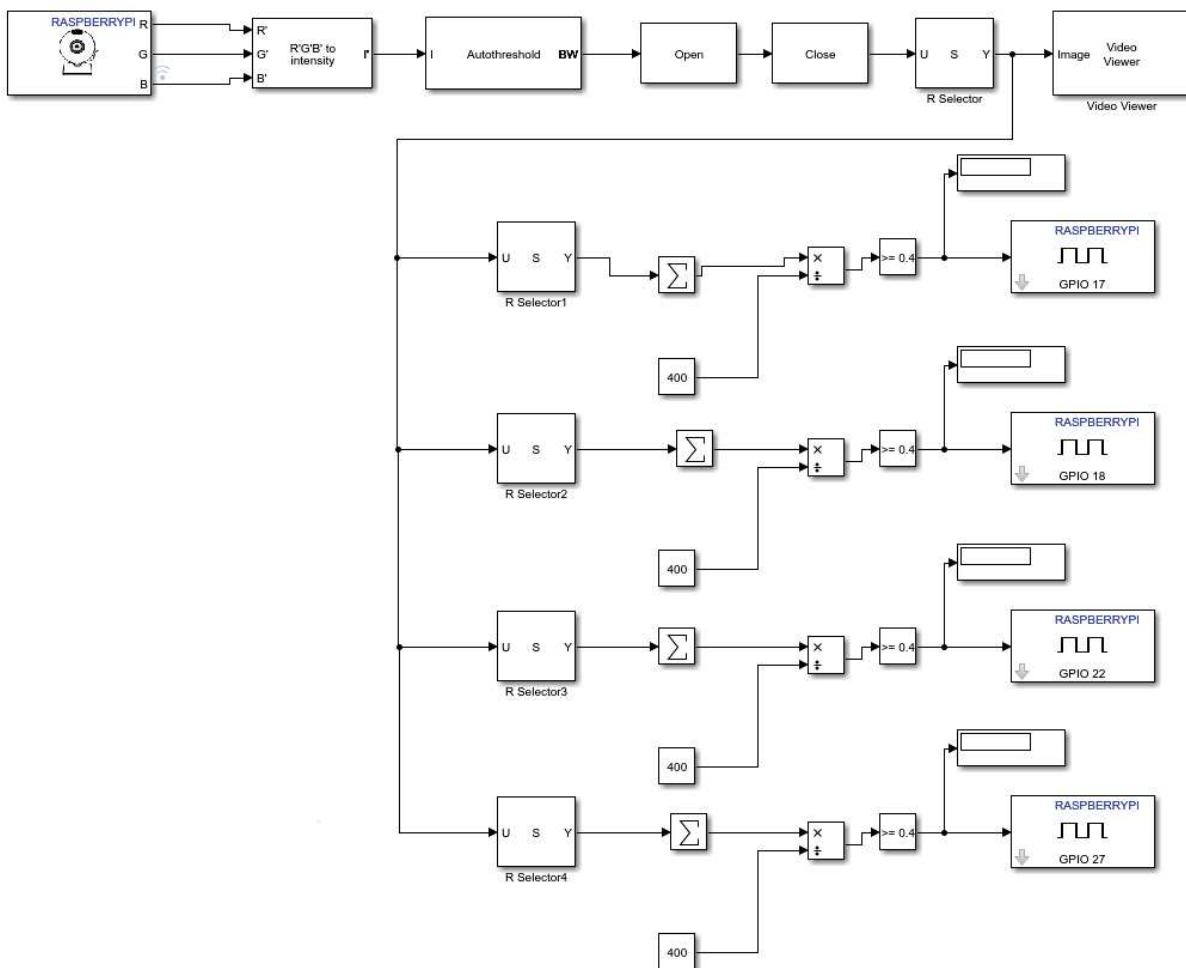 RASPBERRYPI
R
G
B
R'
G'
B'
R'G'B' to
intensity
I'
I
Autothreshold
BW
Open
Close
U S Y
R Selector
Image
Video
Viewer
Video Viewer
U S Y
R Selector1
∑
×
÷
>= 0.4
RASPBERRYPI
GPIO 17
400
U S Y
R Selector2
∑
×
÷
>= 0.4
RASPBERRYPI
GPIO 18
400
U S Y
R Selector3
∑
×
÷
>= 0.4
RASPBERRYPI
GPIO 22
400
U S Y
R Selector4
∑
×
÷
>= 0.4
RASPBERRYPI
GPIO 27
400